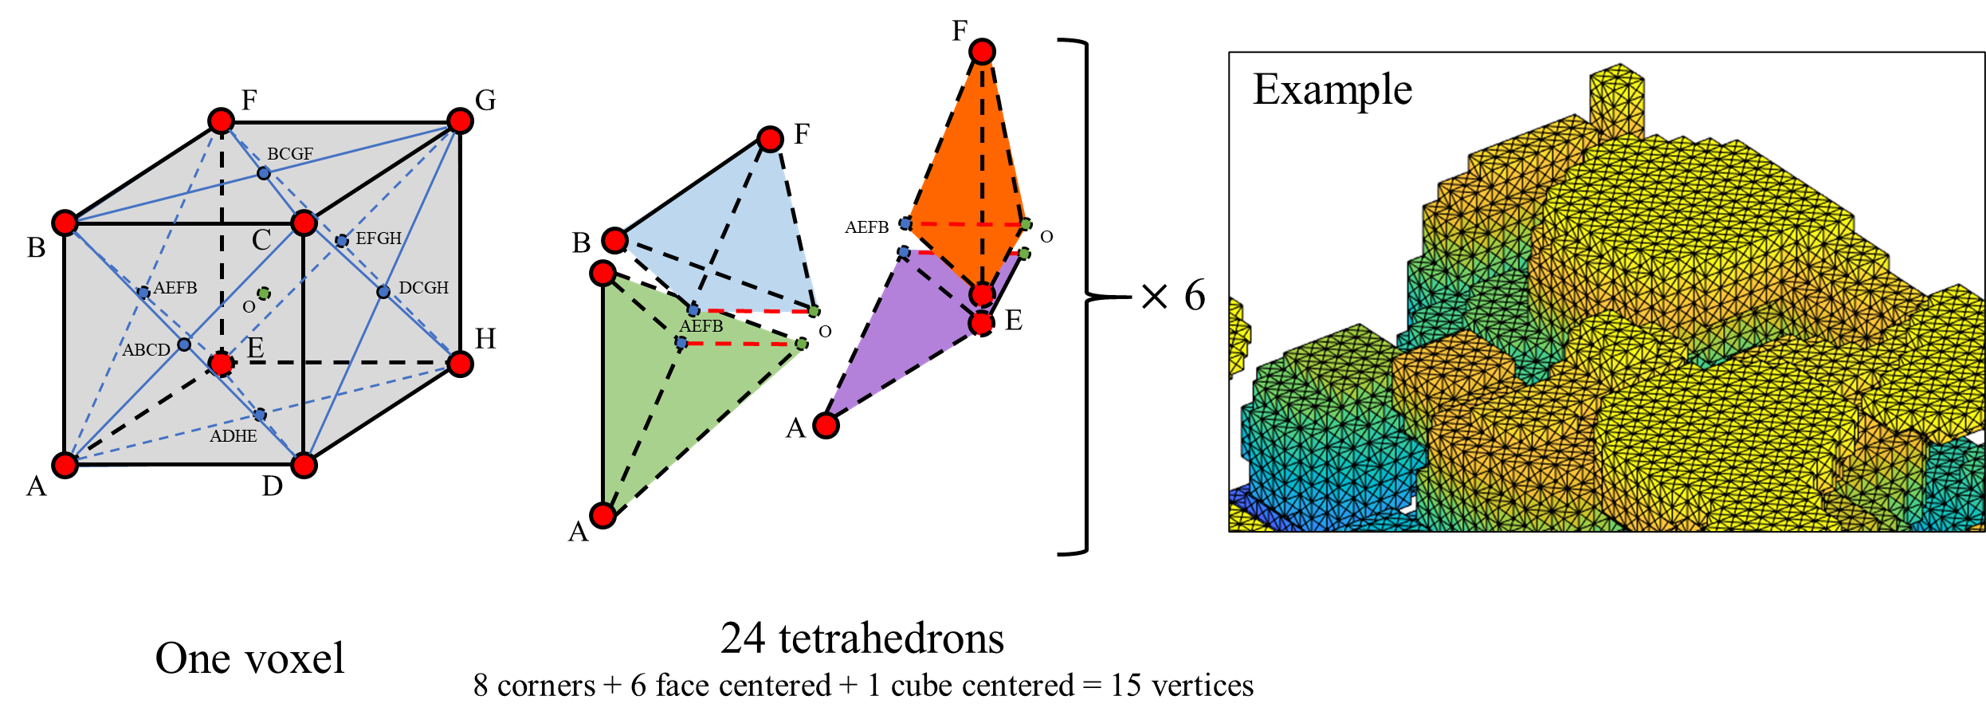 F
G
BCGF
B
C
EFGH
AEFB
DCGH
O
ABCD
E
H
ADHE
A
D
F
B
AEFB
O
A
F
AEFB
O
E
A
× 6
Example
One voxel
24 tetrahedrons
8 corners + 6 face centered + 1 cube centered = 15 vertices